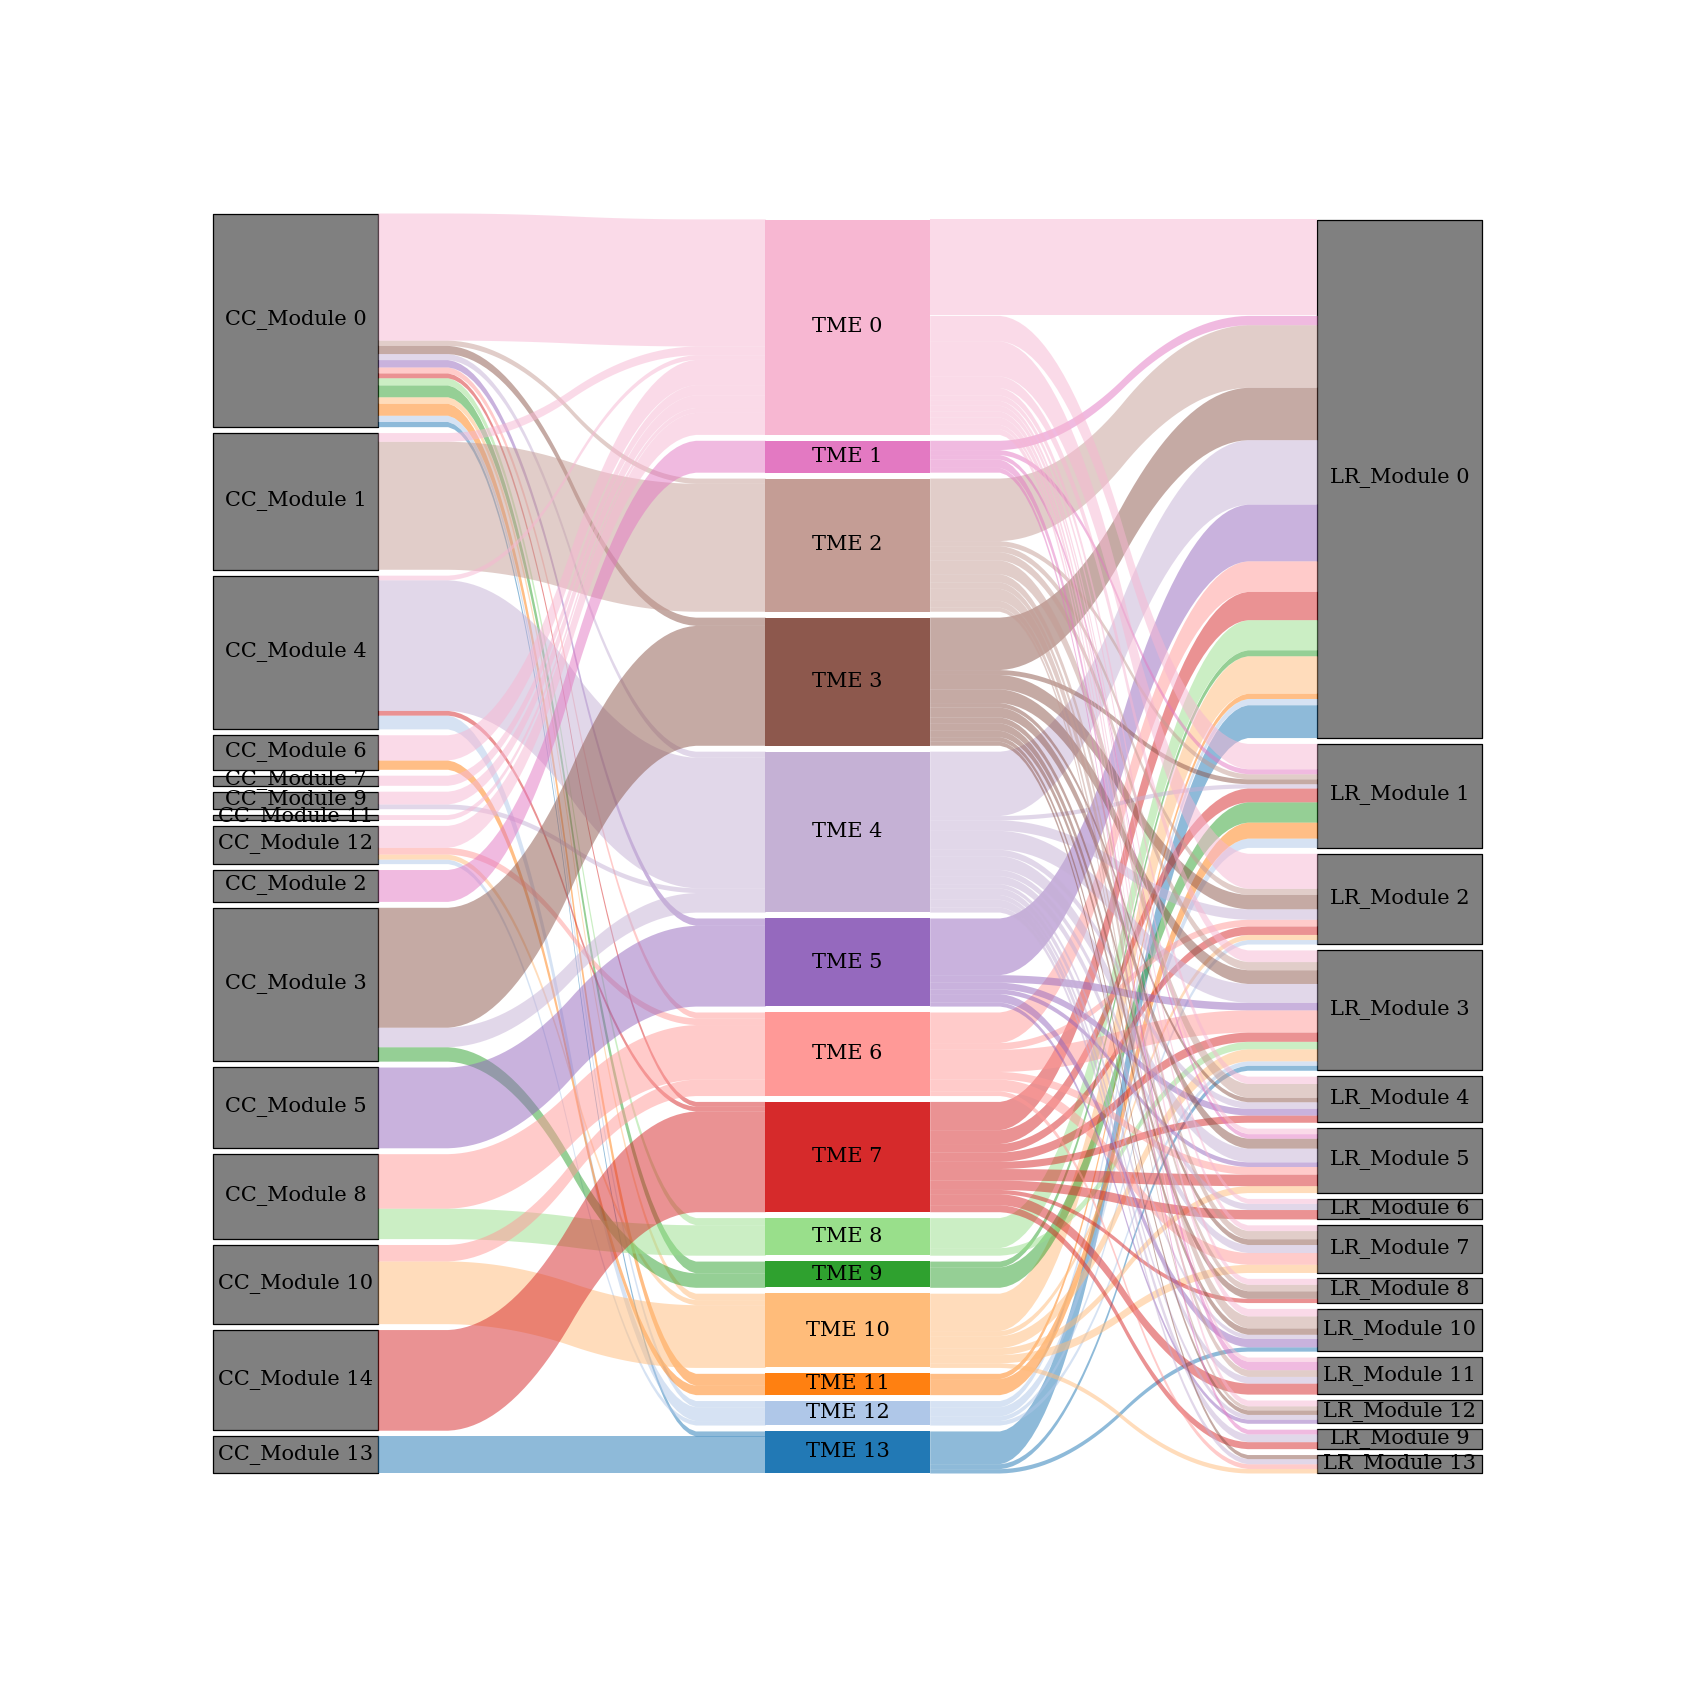 CC_Module 0
CC_Module 1
CC_Module 4
CC_Module 6
CC_Module 7
CC_Module 9
CC_Module 11
CC_Module 12
CC_Module 2
CC_Module 3
CC_Module 5
CC_Module 8
CC_Module 10
CC_Module 14
CC_Module 13
TME 0
TME 1
TME 2
TME 3
TME 4
TME 5
TME 6
TME 7
TME 8
TME 9
TME 10
TME 11
TME 12
TME 13
LR_Module 0
LR_Module 1
LR_Module 2
LR_Module 3
LR_Module 4
LR_Module 5
LR_Module 6
LR_Module 7
LR_Module 8
LR_Module 10
LR_Module 11
LR_Module 12
LR_Module 9
LR_Module 13